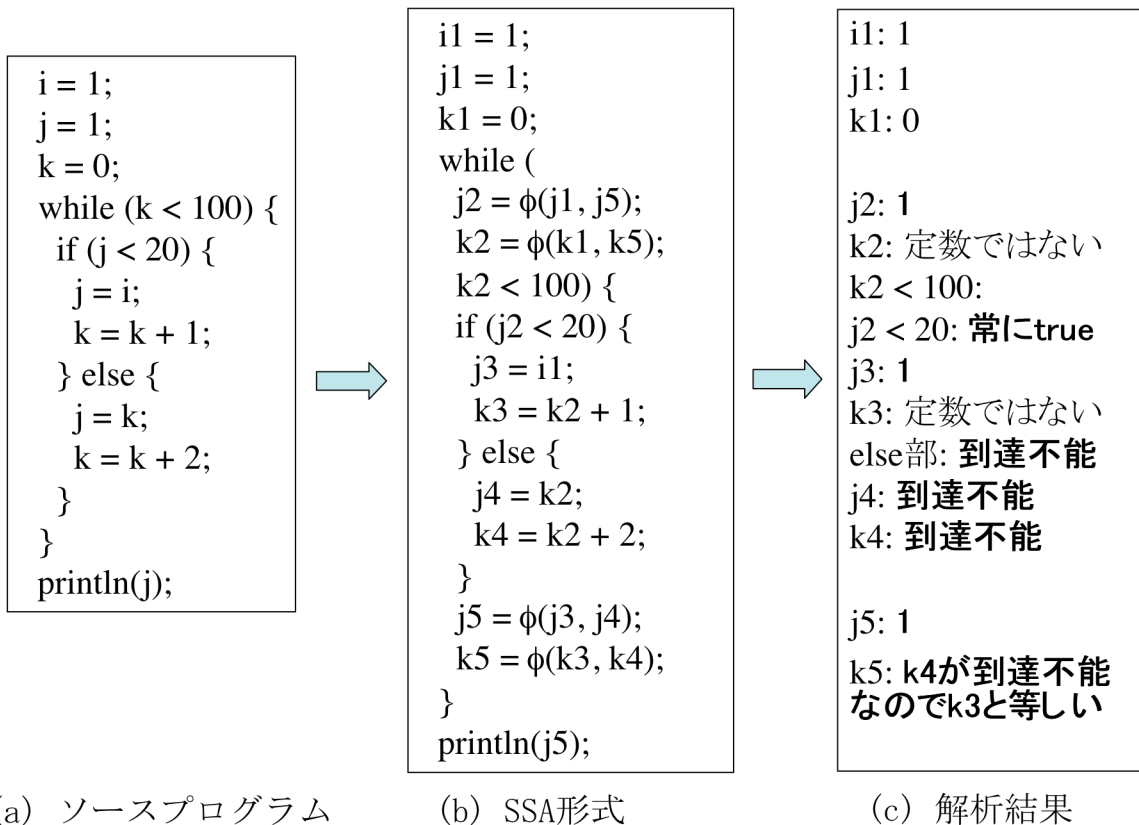 i = 1;
j = 1;
k = 0;
while (k < 100) {
if (j < 20) {
j = i;
k = k + 1;
} else {
j = k;
k = k + 2;
}
}
println(j);
(a) ソースプログラム
i1 = 1;
j1 = 1;
k1 = 0;
while (
j2 = ϕ(j1, j5);
k2 = ϕ(k1, k5);
k2 < 100) {
if (j2 < 20) {
j3 = i1;
k3 = k2 + 1;
} else {
j4 = k2;
k4 = k2 + 2;
}
j5 = ϕ(j3, j4);
k5 = ϕ(k3, k4);
}
println(j5);
(b) SSA形式
i1: 1
j1: 1
k1: 0
j2: 1
k2: 定数ではない
k2 < 100:
j2 < 20: 常にtrue
j3: 1
k3: 定数ではない
else部: 到達不能
j4: 到達不能
k4: 到達不能
j5: 1
k5: k4が到達不能
なのでk3と等しい
(c) 解析結果